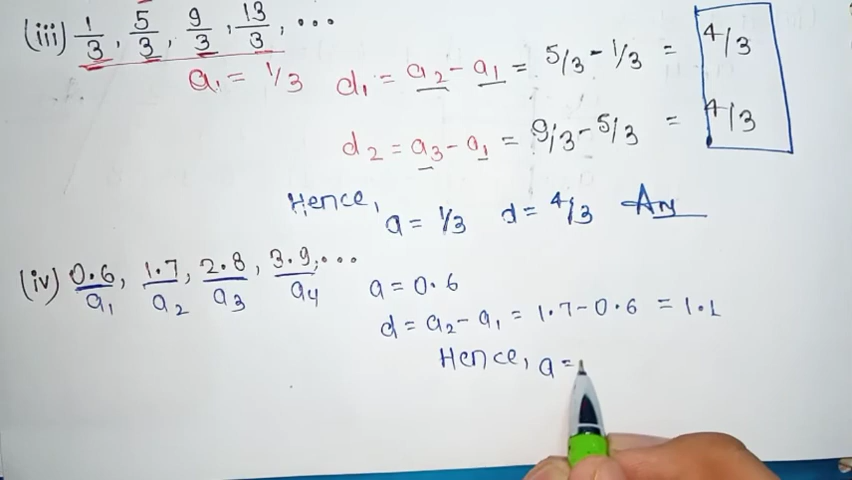 (iii) 1/3, 5/3, 9/3, 13/3, ...
a₁ = 1/3 d₁ = a₂ - a₁ = 5/3 - 1/3 = 4/3
d₂ = a₃ - a₁ = 9/3 - 5/3 = 4/3
Hence, a = 1/3 d = 4/3 Ans
(iv) 0.6, 1.7, 2.8, 3.9, ... a = 0.6
a₁ a₂ a₃ a₄
d = a₂ - a₁ = 1.7 - 0.6 = 1.1
Hence, a =